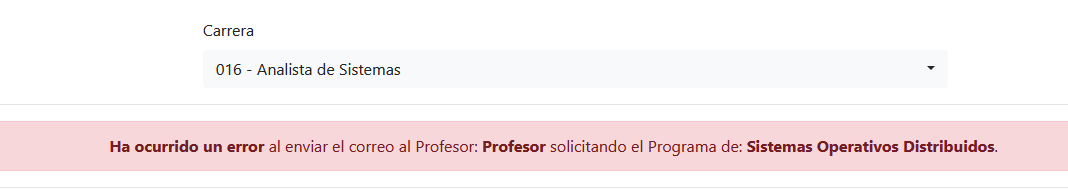 Carrera
016 - Analista de Sistemas
Ha ocurrido un error al enviar el correo al Profesor: Profesor solicitando el Programa de: Sistemas Operativos Distribuidos.